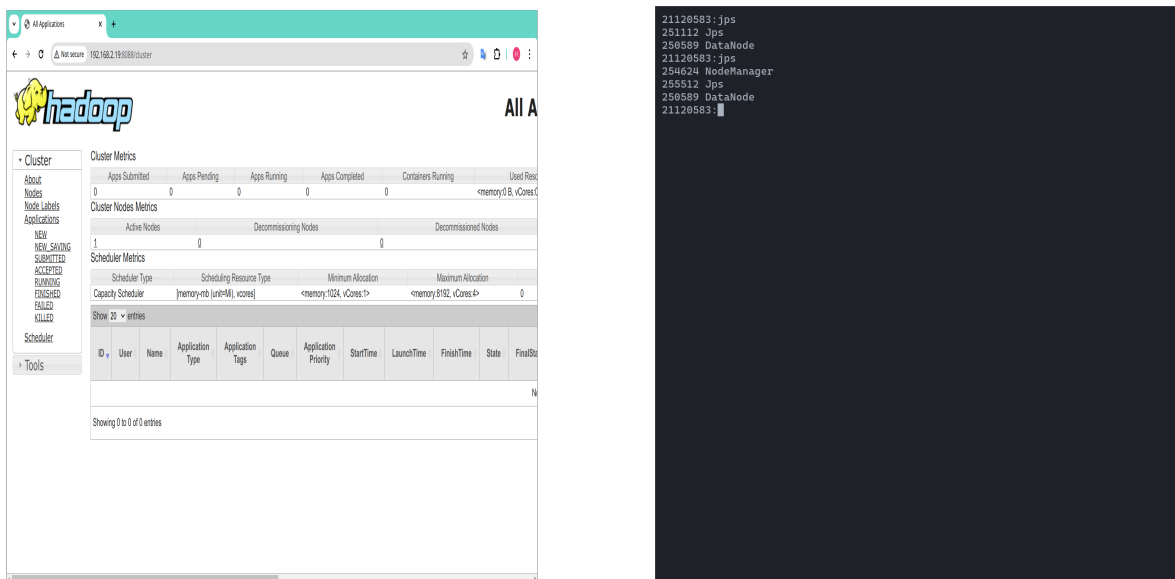 All Applications
Not secure 192.168.2.19:8088/cluster
hadoop
All A
Cluster
About
Nodes
Node Labels
Applications
NEW
NEW_SAVING
SUBMITTED
ACCEPTED
RUNNING
FINISHED
FAILED
KILLED
Scheduler
Tools
Cluster Metrics
Apps Submitted Apps Pending Apps Running Apps Completed Containers Running Used Reso
0 0 0 0 0 <memory:0 B, vCores:0
Cluster Nodes Metrics
Active Nodes Decommissioning Nodes Decommissioned Nodes
1 0 0
Scheduler Metrics
Scheduler Type Scheduling Resource Type Minimum Allocation Maximum Allocation
Capacity Scheduler [memory-mb (unit=Mi), vcores] <memory:1024, vCores:1> <memory:8192, vCores:4> 0
Show 20 entries
ID User Name Application Type Application Tags Queue Application Priority StartTime LaunchTime FinishTime State FinalSta
No
Showing 0 to 0 of 0 entries
21120583:jps
251112 Jps
250589 DataNode
21120583:jps
254624 NodeManager
255512 Jps
250589 DataNode
21120583: